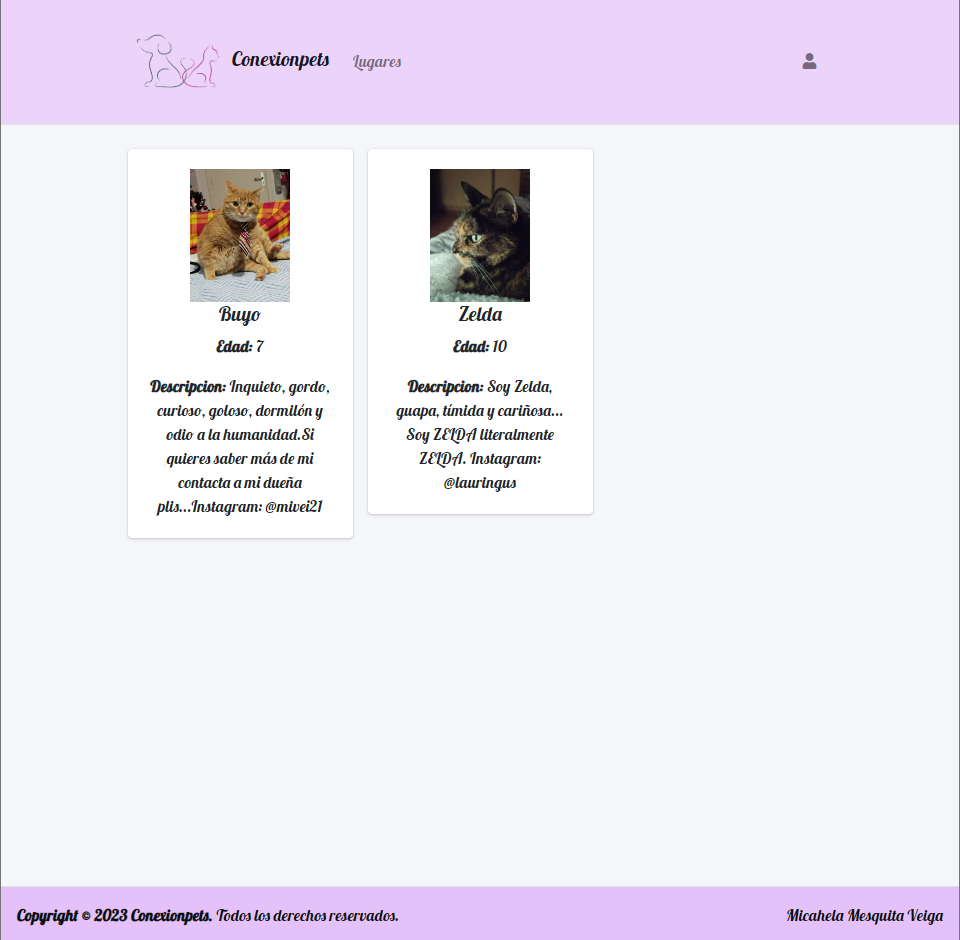 Conexionpets Lugares
Buyo
Edad: 7
Descripcion: Inquieto, gordo,
curioso, goloso, dormilón y
odio a la humanidad.Si
quieres saber más de mi
contacta a mi dueña
plis...Instagram: @mivei21
Zelda
Edad: 10
Descripcion: Soy Zelda,
guapa, tímida y cariñosa...
Soy ZELDA literalmente
ZELDA. Instagram:
@lauringus
Copyright © 2023 Conexionpets. Todos los derechos reservados.
Micahela Mesquita Veiga